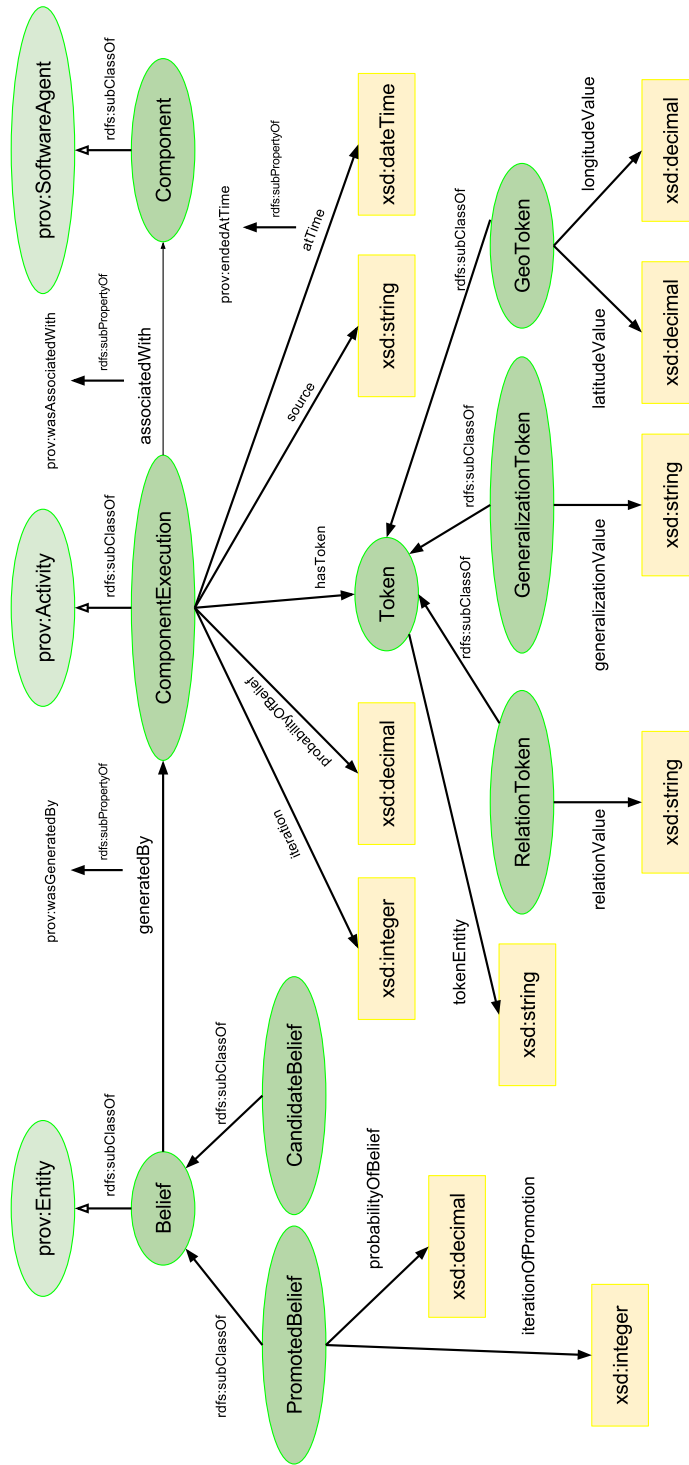 prov:Entity
prov:Activity
prov:SoftwareAgent
rdfs:subClassOf
prov:wasGeneratedBy
rdfs:subPropertyOf
rdfs:subClassOf
prov:wasAssociatedWith
rdfs:subPropertyOf
rdfs:subClassOf
Belief
generatedBy
ComponentExecution
associatedWith
Component
rdfs:subClassOf
rdfs:subClassOf
prov:endedAtTime
rdfs:subPropertyOf
PromotedBelief
CandidateBelief
iteration
probabilityOfBelief
hasToken
source
atTime
xsd:integer
xsd:decimal
Token
xsd:string
xsd:dateTime
probabilityOfBelief
xsd:decimal
tokenEntity
rdfs:subClassOf
rdfs:subClassOf
rdfs:subClassOf
xsd:string
RelationToken
GeneralizationToken
GeoToken
iterationOfPromotion
relationValue
generalizationValue
latitudeValue
longitudeValue
xsd:integer
xsd:string
xsd:string
xsd:decimal
xsd:decimal